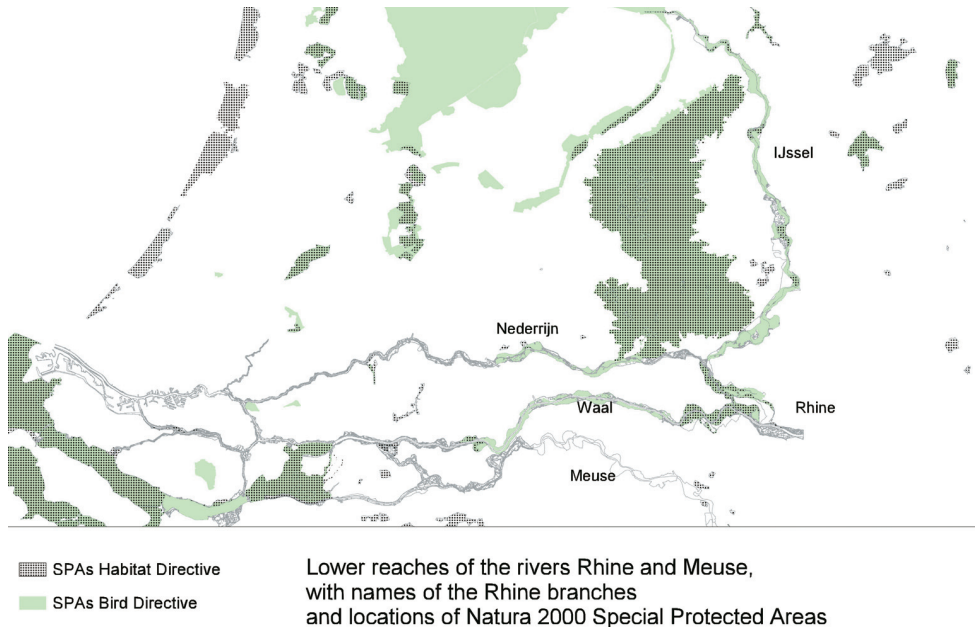 IJssel
Nederrijn
Waal
Rhine
Meuse
SPAs Habitat Directive
SPAs Bird Directive
Lower reaches of the rivers Rhine and Meuse,
with names of the Rhine branches
and locations of Natura 2000 Special Protected Areas